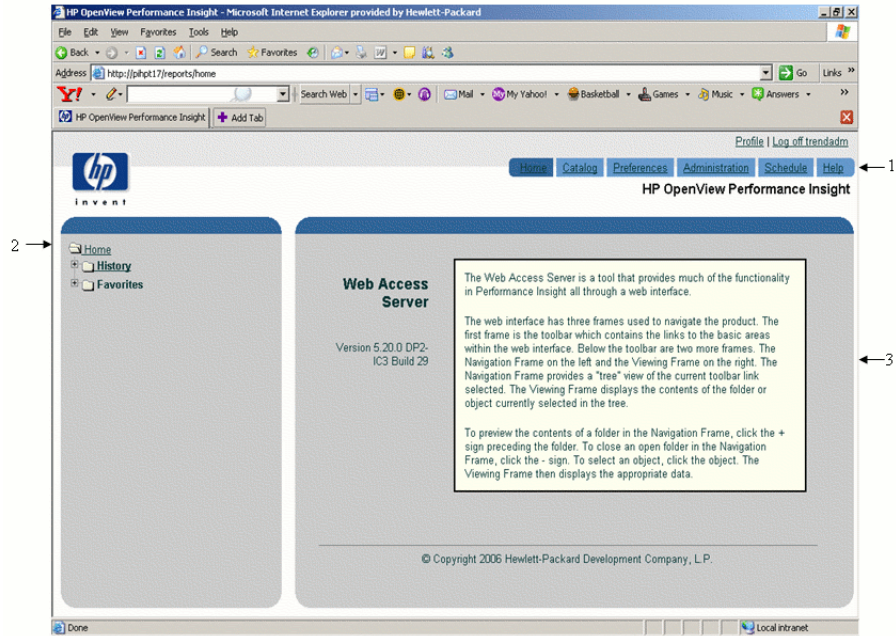 HP OpenView Performance Insight - Microsoft Internet Explorer provided by Hewlett-Packard
File Edit View Favorites Tools Help
Back Search Favorites
Address http://pihpt17/reports/home Go Links »
Y! Search Web Mail My Yahoo! Basketball Games Music Answers »
HP OpenView Performance Insight Add Tab
Profile | Log off trendadm
hp
invent
Home Catalog Preferences Administration Schedule Help
1
HP OpenView Performance Insight
2
Home
History
Favorites
Web Access
Server
Version 5.20.0 DP2-
IC3 Build 29
The Web Access Server is a tool that provides much of the functionality
in Performance Insight all through a web interface.
The web interface has three frames used to navigate the product. The
first frame is the toolbar which contains the links to the basic areas
within the web interface. Below the toolbar are two more frames. The
Navigation Frame on the left and the Viewing Frame on the right. The
Navigation Frame provides a "tree" view of the current toolbar link
selected. The Viewing Frame displays the contents of the folder or
object currently selected in the tree.
3
To preview the contents of a folder in the Navigation Frame, click the +
sign preceding the folder. To close an open folder in the Navigation
Frame, click the - sign. To select an object, click the object. The
Viewing Frame then displays the appropriate data.
© Copyright 2006 Hewlett-Packard Development Company, L.P.
Done Local intranet